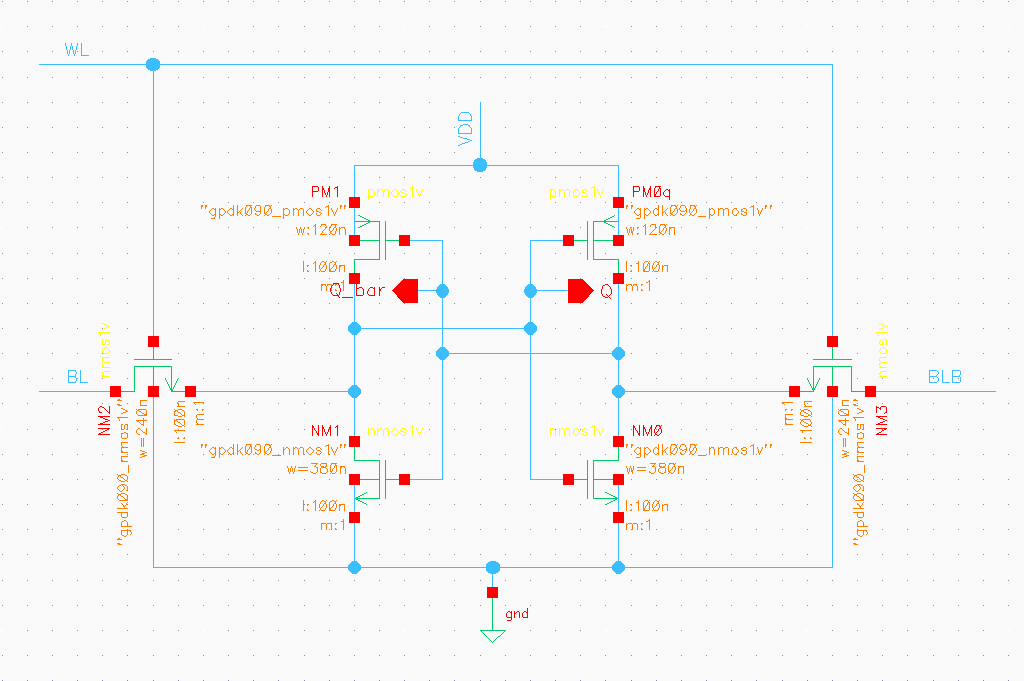 WL
VDD
PM1
pmos1v
"gpdk090_pmos1v"
w:120n
l:100n
m:1
pmos1v
PM0q
"gpdk090_pmos1v"
w:120n
l:100n
m:1
Q_bar
Q
nmos1v
BL
NM2
"gpdk090_nmos1v"
w=240n
l:100n
m:1
nmos1v
BLB
NM3
"gpdk090_nmos1v"
w=240n
l:100n
m:1
NM1
nmos1v
"gpdk090_nmos1v"
w=380n
l:100n
m:1
nmos1v
NM0
"gpdk090_nmos1v"
w=380n
l:100n
m:1
gnd